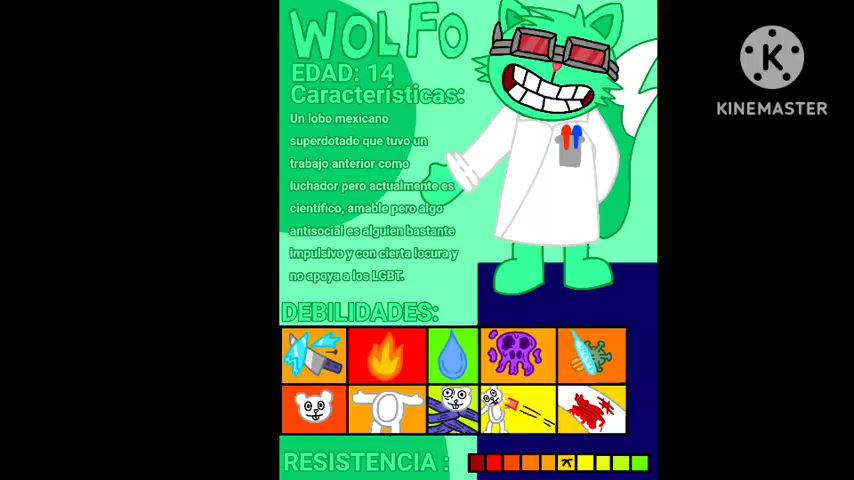 WOLFO
EDAD: 14
Características:
Un lobo mexicano
superdotado que tuvo un
trabajo anterior como
luchador pero actualmente es
científico, amable pero algo
antisocial es alguien bastante
impulsivo y con cierta locura y
no apoya a los LGBT.
DEBILIDADES:
RESISTENCIA :
K
KINEMASTER